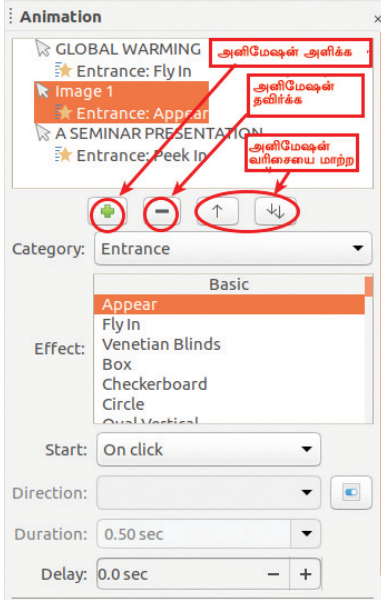 Animation
GLOBAL WARMING
அனிமேஷன் அளிக்க
Entrance: Fly In
Image 1
அனிமேஷன்
தவிர்க்க
Entrance: Appear
A SEMINAR PRESENTATION
அனிமேஷன்
வரிசையை மாற்ற
Entrance: Peek In
Category: Entrance
Basic
Appear
Fly In
Venetian Blinds
Effect:
Box
Checkerboard
Circle
Oval Vertical
Start: On click
Direction:
Duration: 0.50 sec
Delay: 0.0 sec